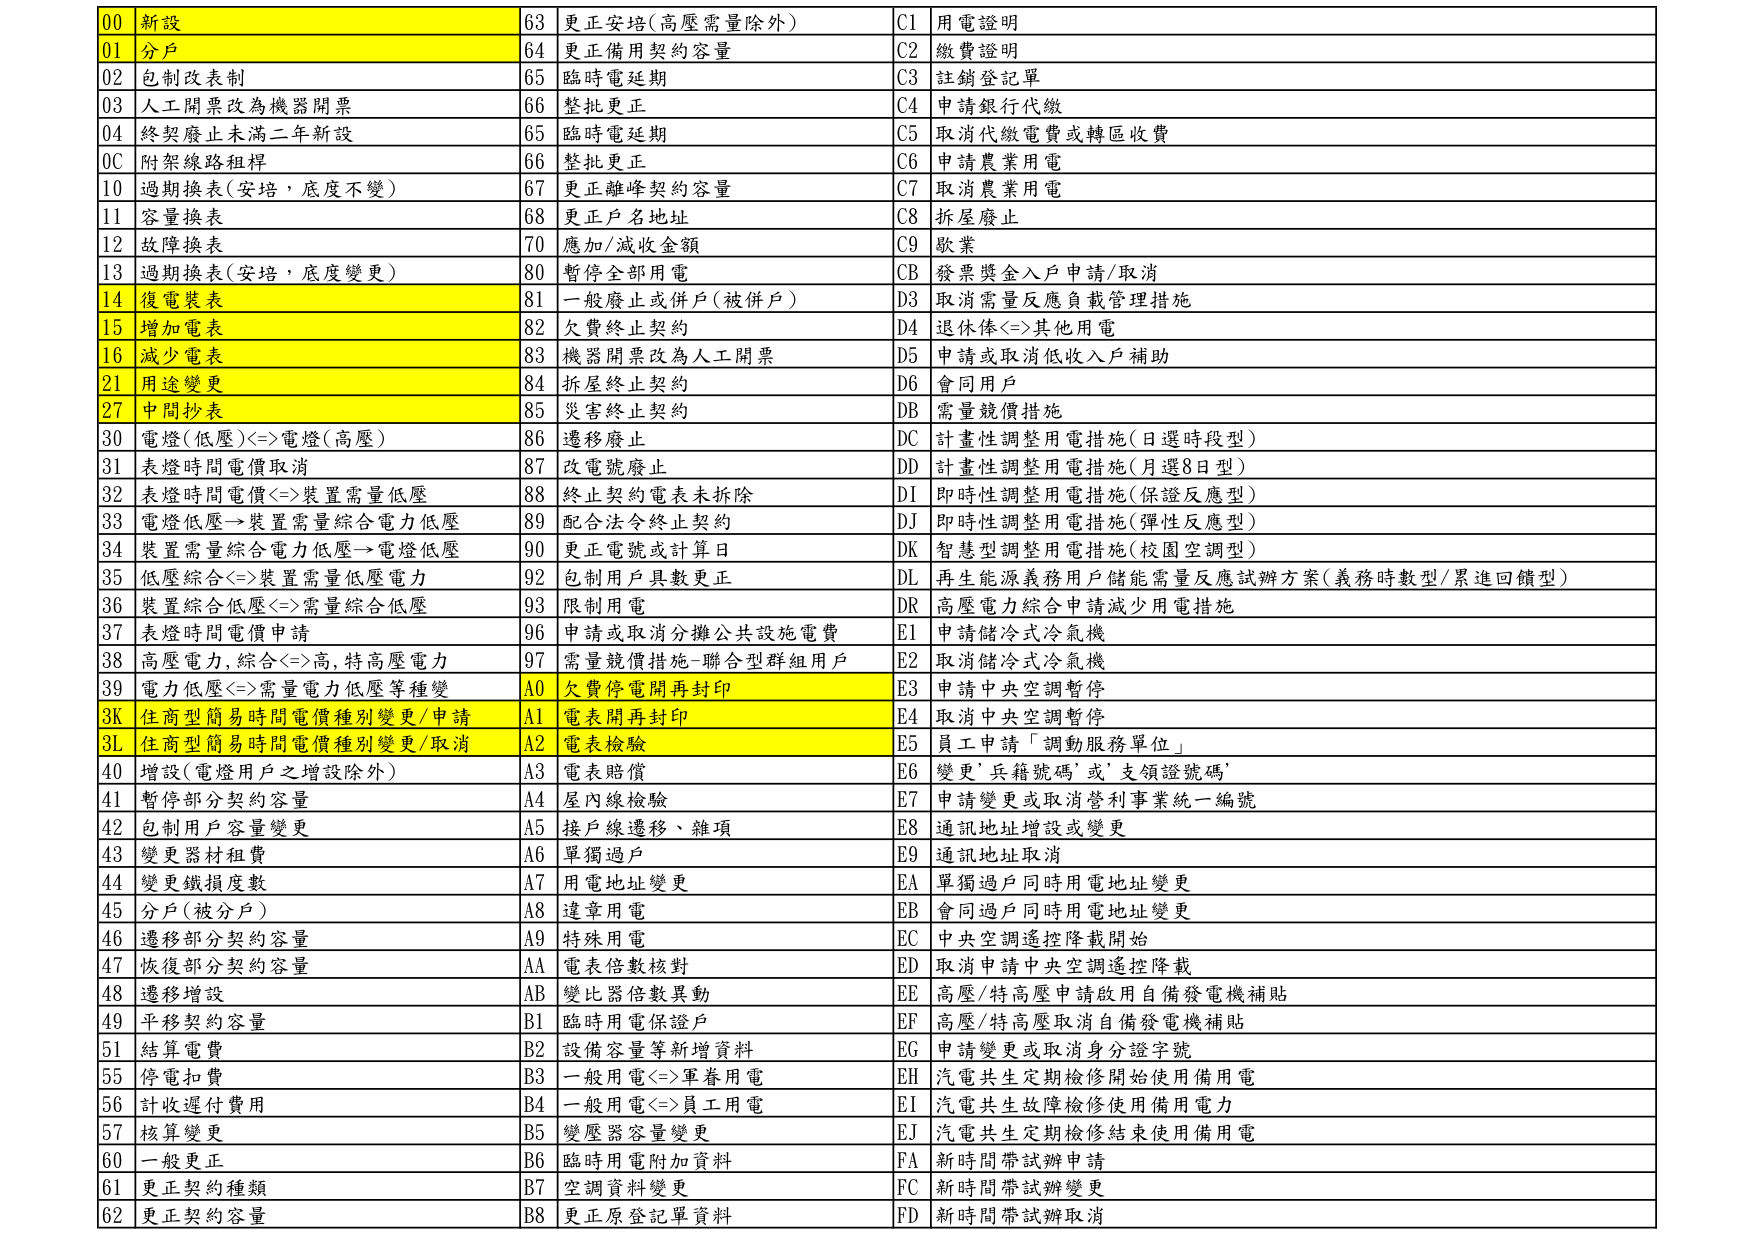 00 新設 63 更正安培(高壓需量除外) C1 用電證明
01 分戶 64 更正備用契約容量 C2 繳費證明
02 包制改表制 65 臨時電延期 C3 註銷登記單
03 人工開票改為機器開票 66 整批更正 C4 申請銀行代繳
04 終契廢止未滿二年新設 65 臨時電延期 C5 取消代繳電費或轉區收費
0C 附架線路租桿 66 整批更正 C6 申請農業用電
10 過期換表(安培，底度不變) 67 更正離峰契約容量 C7 取消農業用電
11 容量換表 68 更正戶名地址 C8 拆屋廢止
12 故障換表 70 應加/減收金額 C9 歇業
13 過期換表(安培，底度變更) 80 暫停全部用電 CB 發票獎金入戶申請/取消
14 復電裝表 81 一般廢止或併戶(被併戶) D3 取消需量反應負載管理措施
15 增加電表 82 欠費終止契約 D4 退休俸<=>其他用電
16 減少電表 83 機器開票改為人工開票 D5 申請或取消低收入戶補助
21 用途變更 84 拆屋終止契約 D6 會同用戶
27 中間抄表 85 災害終止契約 DB 需量競價措施
30 電燈(低壓)<=>電燈(高壓) 86 遷移廢止 DC 計畫性調整用電措施(日選時段型)
31 表燈時間電價取消 87 改電號廢止 DD 計畫性調整用電措施(月選8日型)
32 表燈時間電價<=>裝置需量低壓 88 終止契約電表未拆除 DI 即時性調整用電措施(保證反應型)
33 電燈低壓→裝置需量綜合電力低壓 89 配合法令終止契約 DJ 即時性調整用電措施(彈性反應型)
34 裝置需量綜合電力低壓→電燈低壓 90 更正電號或計算日 DK 智慧型調整用電措施(校園空調型)
35 低壓綜合<=>裝置需量低壓電力 92 包制用戶具數更正 DL 再生能源義務用戶儲能需量反應試辦方案(義務時數型/累進回饋型)
36 裝置綜合低壓<=>需量綜合低壓 93 限制用電 DR 高壓電力綜合申請減少用電措施
37 表燈時間電價申請 96 申請或取消分攤公共設施電費 E1 申請儲冷式冷氣機
38 高壓電力,綜合<=>高,特高壓電力 97 需量競價措施-聯合型群組用戶 E2 取消儲冷式冷氣機
39 電力低壓<=>需量電力低壓等種變 A0 欠費停電開再封印 E3 申請中央空調暫停
3K 住商型簡易時間電價種別變更/申請 A1 電表開再封印 E4 取消中央空調暫停
3L 住商型簡易時間電價種別變更/取消 A2 電表檢驗 E5 員工申請「調動服務單位」
40 增設(電燈用戶之增設除外) A3 電表賠償 E6 變更'兵籍號碼'或'支領證號碼'
41 暫停部分契約容量 A4 屋內線檢驗 E7 申請變更或取消營利事業統一編號
42 包制用戶容量變更 A5 接戶線遷移、雜項 E8 通訊地址增設或變更
43 變更器材租費 A6 單獨過戶 E9 通訊地址取消
44 變更鐵損度數 A7 用電地址變更 EA 單獨過戶同時用電地址變更
45 分戶(被分戶) A8 違章用電 EB 會同過戶同時用電地址變更
46 遷移部分契約容量 A9 特殊用電 EC 中央空調遙控降載開始
47 恢復部分契約容量 AA 電表倍數核對 ED 取消申請中央空調遙控降載
48 遷移增設 AB 變比器倍數異動 EE 高壓/特高壓申請啟用自備發電機補貼
49 平移契約容量 B1 臨時用電保證戶 EF 高壓/特高壓取消自備發電機補貼
51 結算電費 B2 設備容量等新增資料 EG 申請變更或取消身分證字號
55 停電扣費 B3 一般用電<=>軍眷用電 EH 汽電共生定期檢修開始使用備用電
56 計收遲付費用 B4 一般用電<=>員工用電 EI 汽電共生故障檢修使用備用電力
57 核算變更 B5 變壓器容量變更 EJ 汽電共生定期檢修結束使用備用電
60 一般更正 B6 臨時用電附加資料 FA 新時間帶試辦申請
61 更正契約種類 B7 空調資料變更 FC 新時間帶試辦變更
62 更正契約容量 B8 更正原登記單資料 FD 新時間帶試辦取消